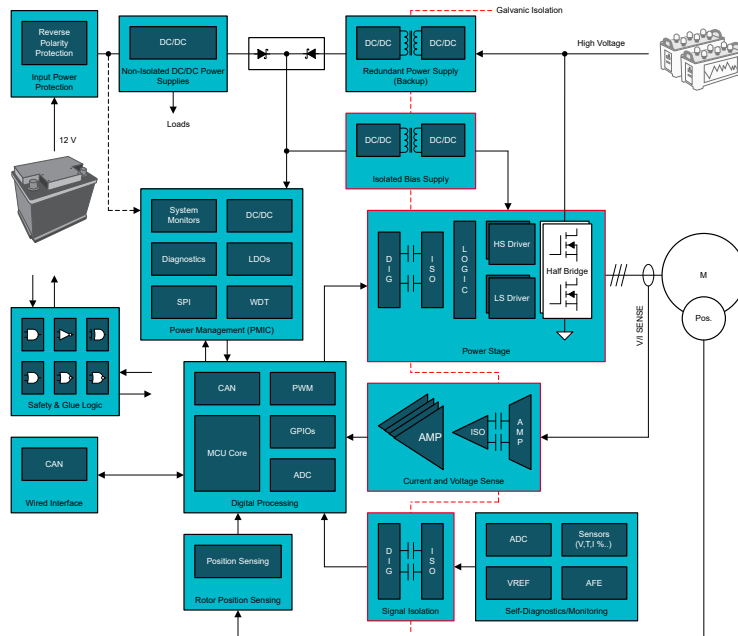 Galvanic Isolation
Reverse
Polarity
Protection
Input Power
Protection
DC/DC
Non-Isolated DC/DC Power
Supplies
DC/DC
DC/DC
Redundant Power Supply
(Backup)
High Voltage
12 V
Loads
DC/DC
DC/DC
Isolated Bias Supply
System
Monitors
DC/DC
Diagnostics
LDOs
SPI
WDT
Power Management (PMIC)
DIG
ISO
LOGIC
HS Driver
LS Driver
Half Bridge
Power Stage
M
Pos.
V/I SENSE
Safety & Glue Logic
CAN
PWM
MCU Core
GPIOs
ADC
Digital Processing
AMP
ISO
AMP
Current and Voltage Sense
CAN
Wired Interface
Position Sensing
Rotor Position Sensing
DIG
ISO
Signal Isolation
ADC
Sensors
(V,T,I %..)
VREF
AFE
Self-Diagnostics/Monitoring